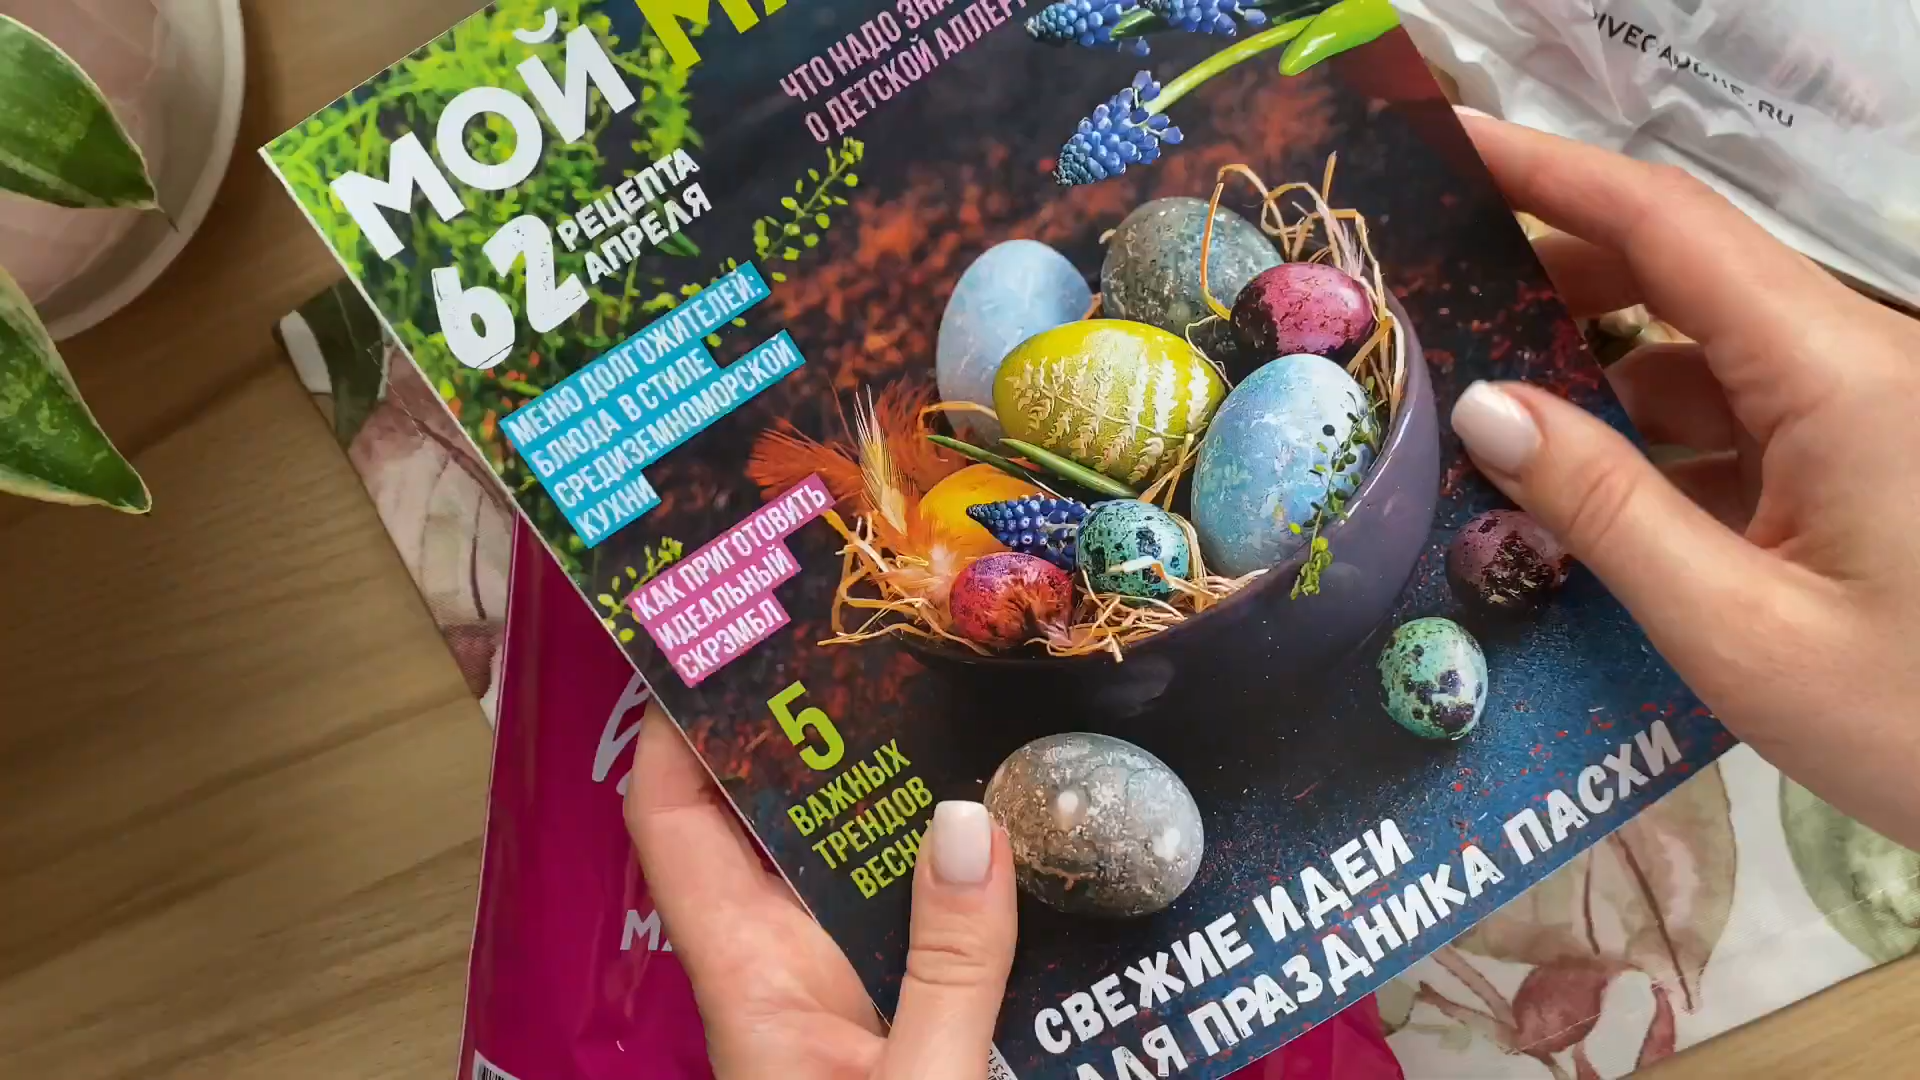 МОЙ
62
РЕЦЕПТА
АПРЕЛЯ
ЧТО НАДО
О ДЕТСКОЙ
МЕНЮ ДОЛГОЖИТЕЛЕЙ:
БЛЮДА В СТИЛЕ
СРЕДИЗЕМНОМОРСКОЙ
КУХНИ
КАК ПРИГОТОВИТЬ
ИДЕАЛЬНЫЙ
СКРЭМБЛ
5
ВАЖНЫХ
ТРЕНДОВ
СВЕЖИЕ ИДЕИ
ДЛЯ ПРАЗДНИКА ПАСХИ